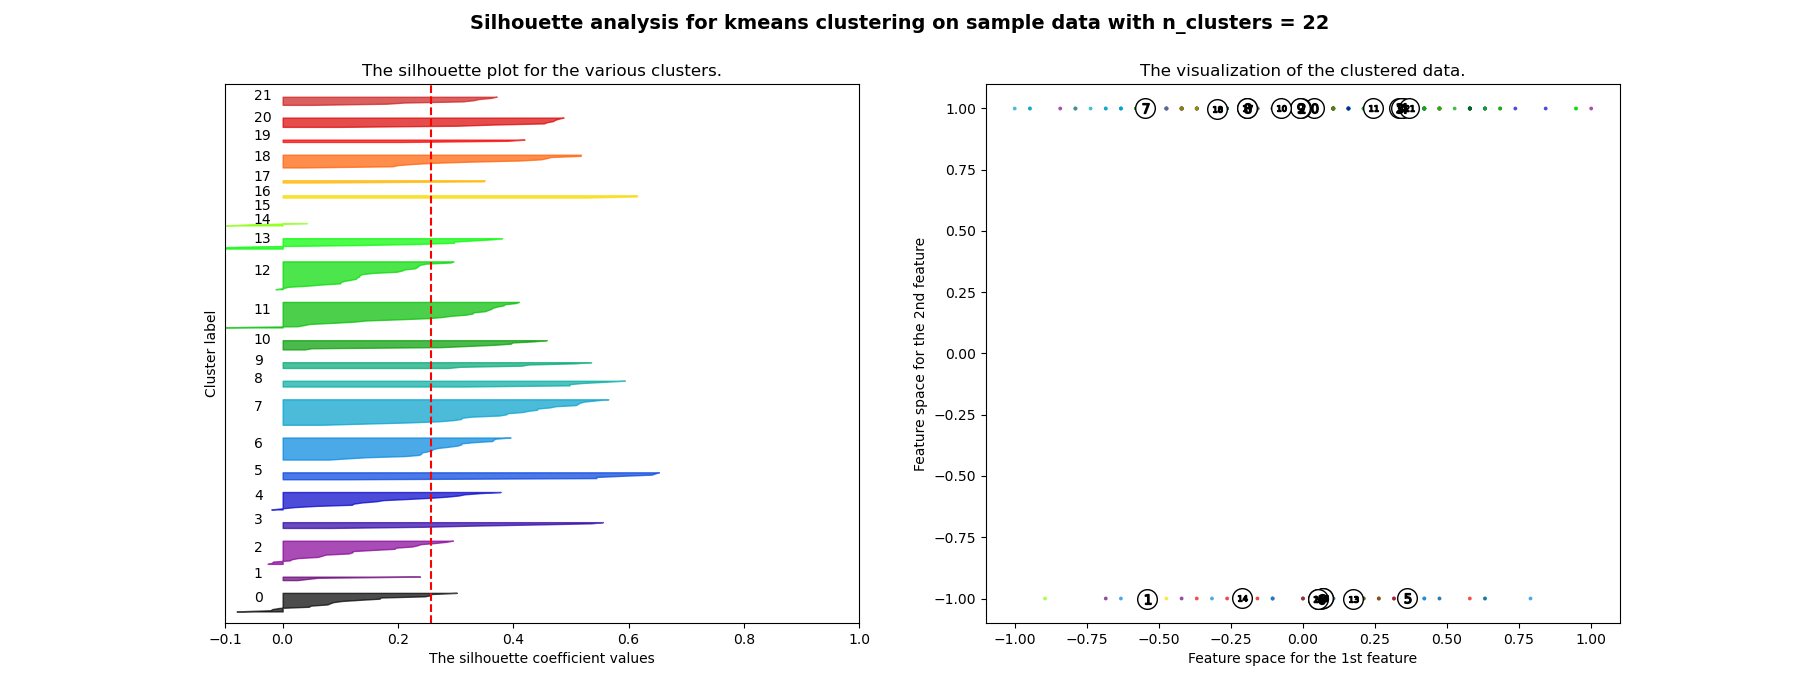 Silhouette analysis for kmeans clustering on sample data with n_clusters = 22
The silhouette plot for the various clusters.
21
20
19
18
17
16
15
14
13
12
11
10
9
8
7
6
5
4
3
2
1
0
Cluster label
−0.1 0.0 0.2 0.4 0.6 0.8 1.0
The silhouette coefficient values
The visualization of the clustered data.
1.00
0.75
0.50
0.25
0.00
−0.25
−0.50
−0.75
−1.00
Feature space for the 2nd feature
7 18 8 10 9 0 11 21
1 14 13 5
−1.00 −0.75 −0.50 −0.25 0.00 0.25 0.50 0.75 1.00
Feature space for the 1st feature